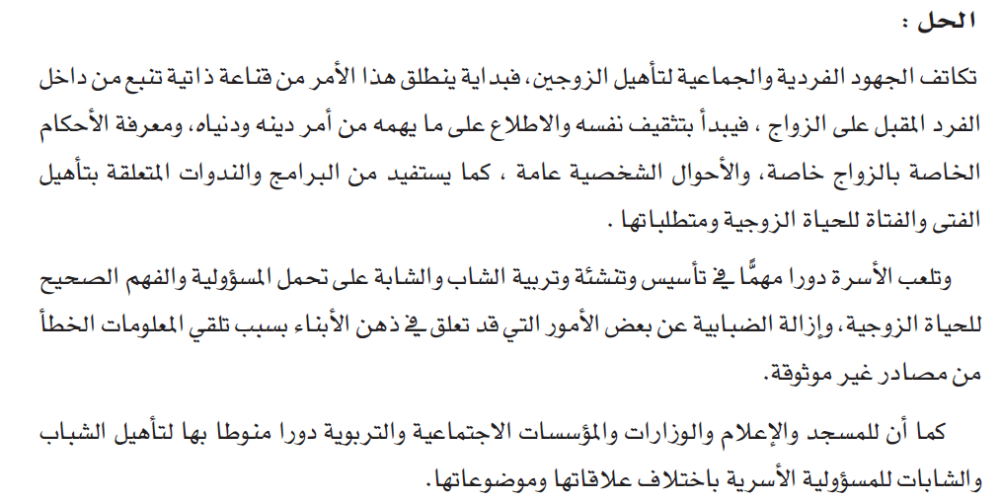 الحل :
تكاتف الجهود الفردية والجماعية لتأهيل الزوجين، فبداية ينطلق هذا الأمر من قناعة ذاتية تنبع من داخل
الفرد المقبل على الزواج ، فيبدأ بتثقيف نفسه والاطلاع على ما يهمه من أمر دينه ودنياه، ومعرفة الأحكام
الخاصة بالزواج خاصة، والأحوال الشخصية عامة ، كما يستفيد من البرامج والندوات المتعلقة بتأهيل
الفتى والفتاة للحياة الزوجية ومتطلباتها .
وتلعب الأسرة دورا مهمًّا في تأسيس وتنشئة وتربية الشاب والشابة على تحمل المسؤولية والفهم الصحيح
للحياة الزوجية، وإزالة الضبابية عن بعض الأمور التي قد تعلق في ذهن الأبناء بسبب تلقي المعلومات الخطأ
من مصادر غير موثوقة.
كما أن للمسجد والإعلام والوزارات والمؤسسات الاجتماعية والتربوية دورا منوطا بها لتأهيل الشباب
والشابات للمسؤولية الأسرية باختلاف علاقاتها وموضوعاتها.